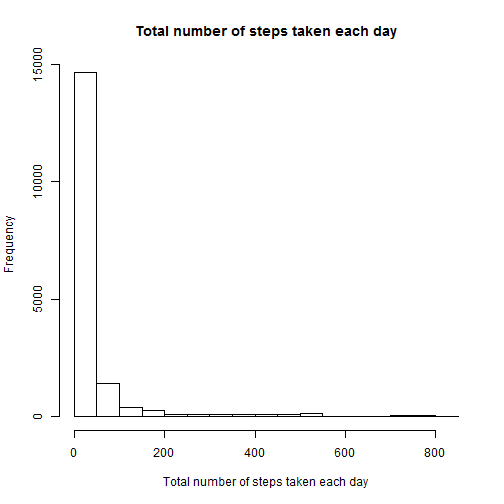 Total number of steps taken each day
15000
10000
5000
0
Frequency
0 200 400 600 800
Total number of steps taken each day